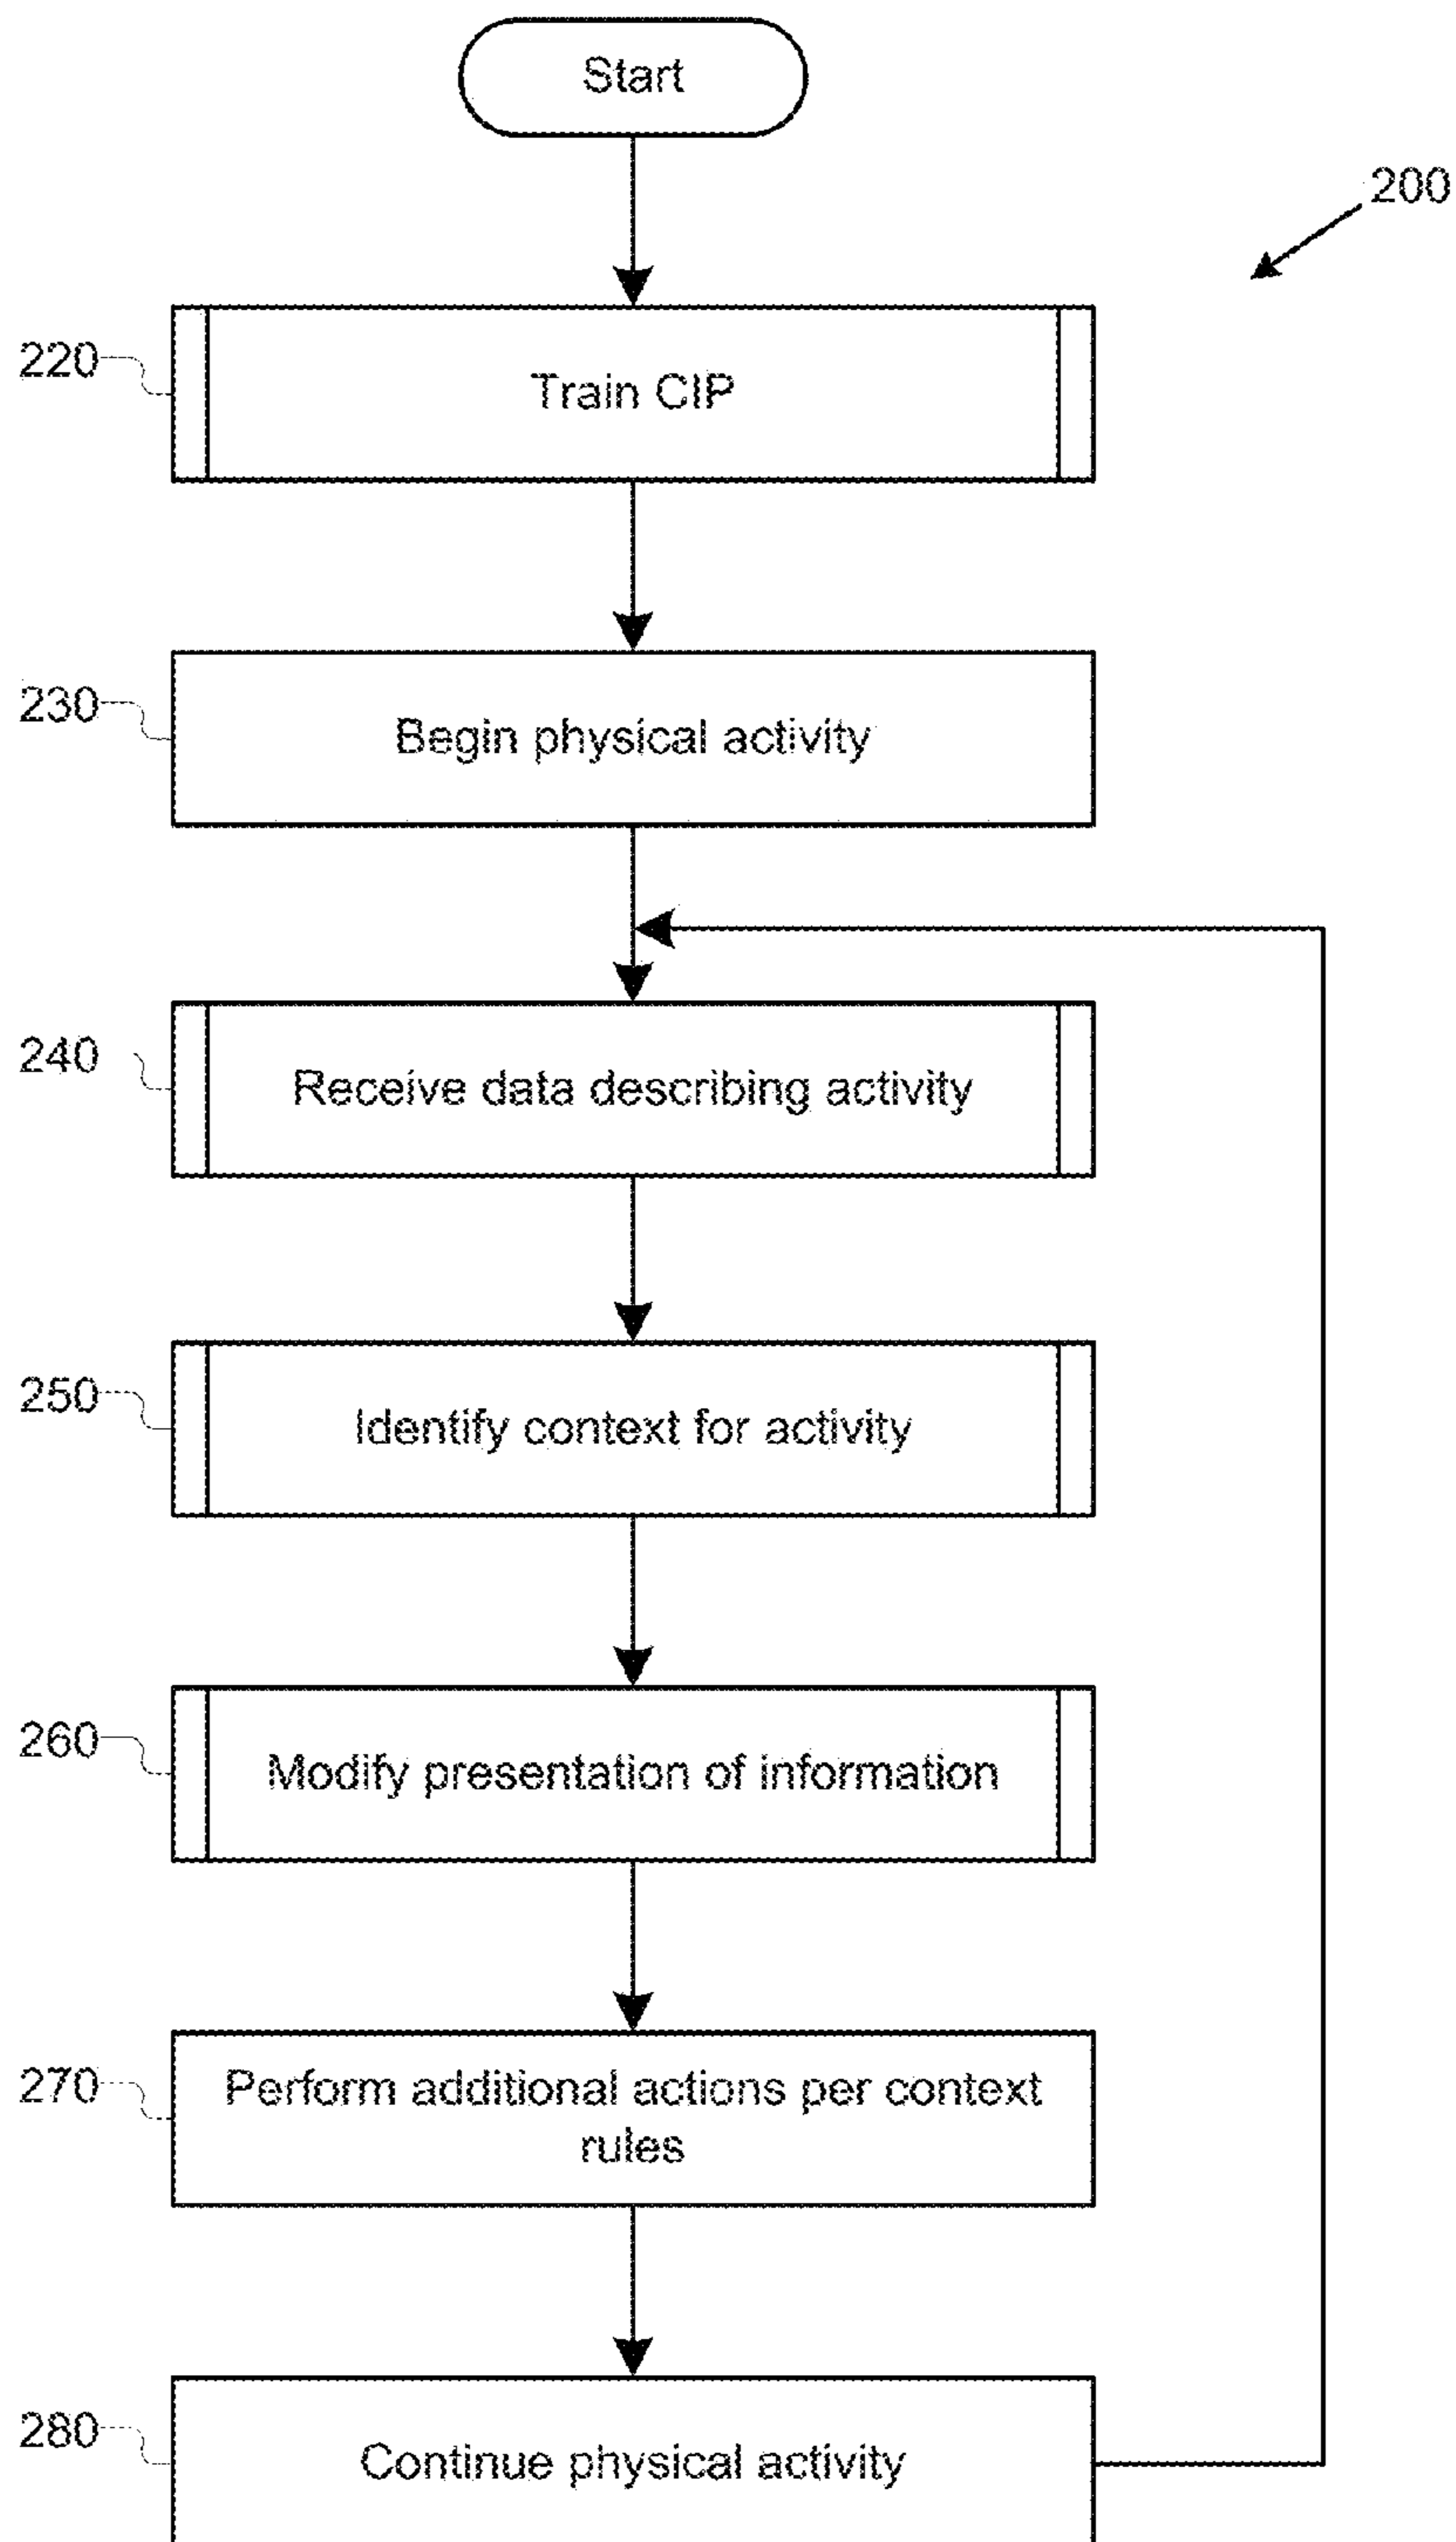 Start
200
220
Train CIP
230
Begin physical activity
240
Receive data describing activity
250
Identify context for activity
260
Modify presentation of information
270
Perform additional actions per context
rules
280
Continue physical activity